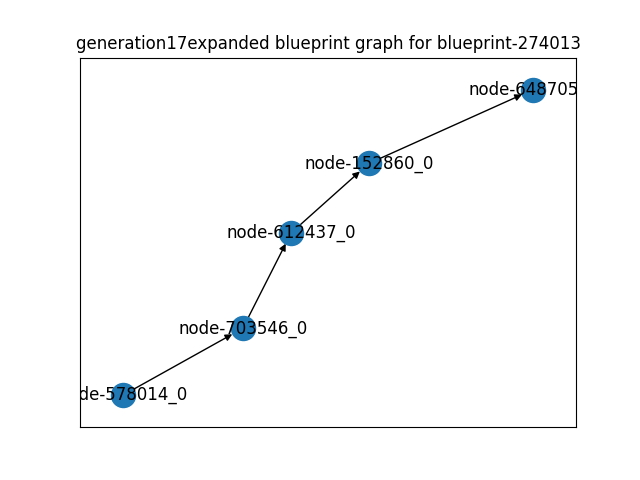 generation17expanded blueprint graph for blueprint-274013
node-648705
node-152860_0
node-612437_0
node-703546_0
de-578014_0